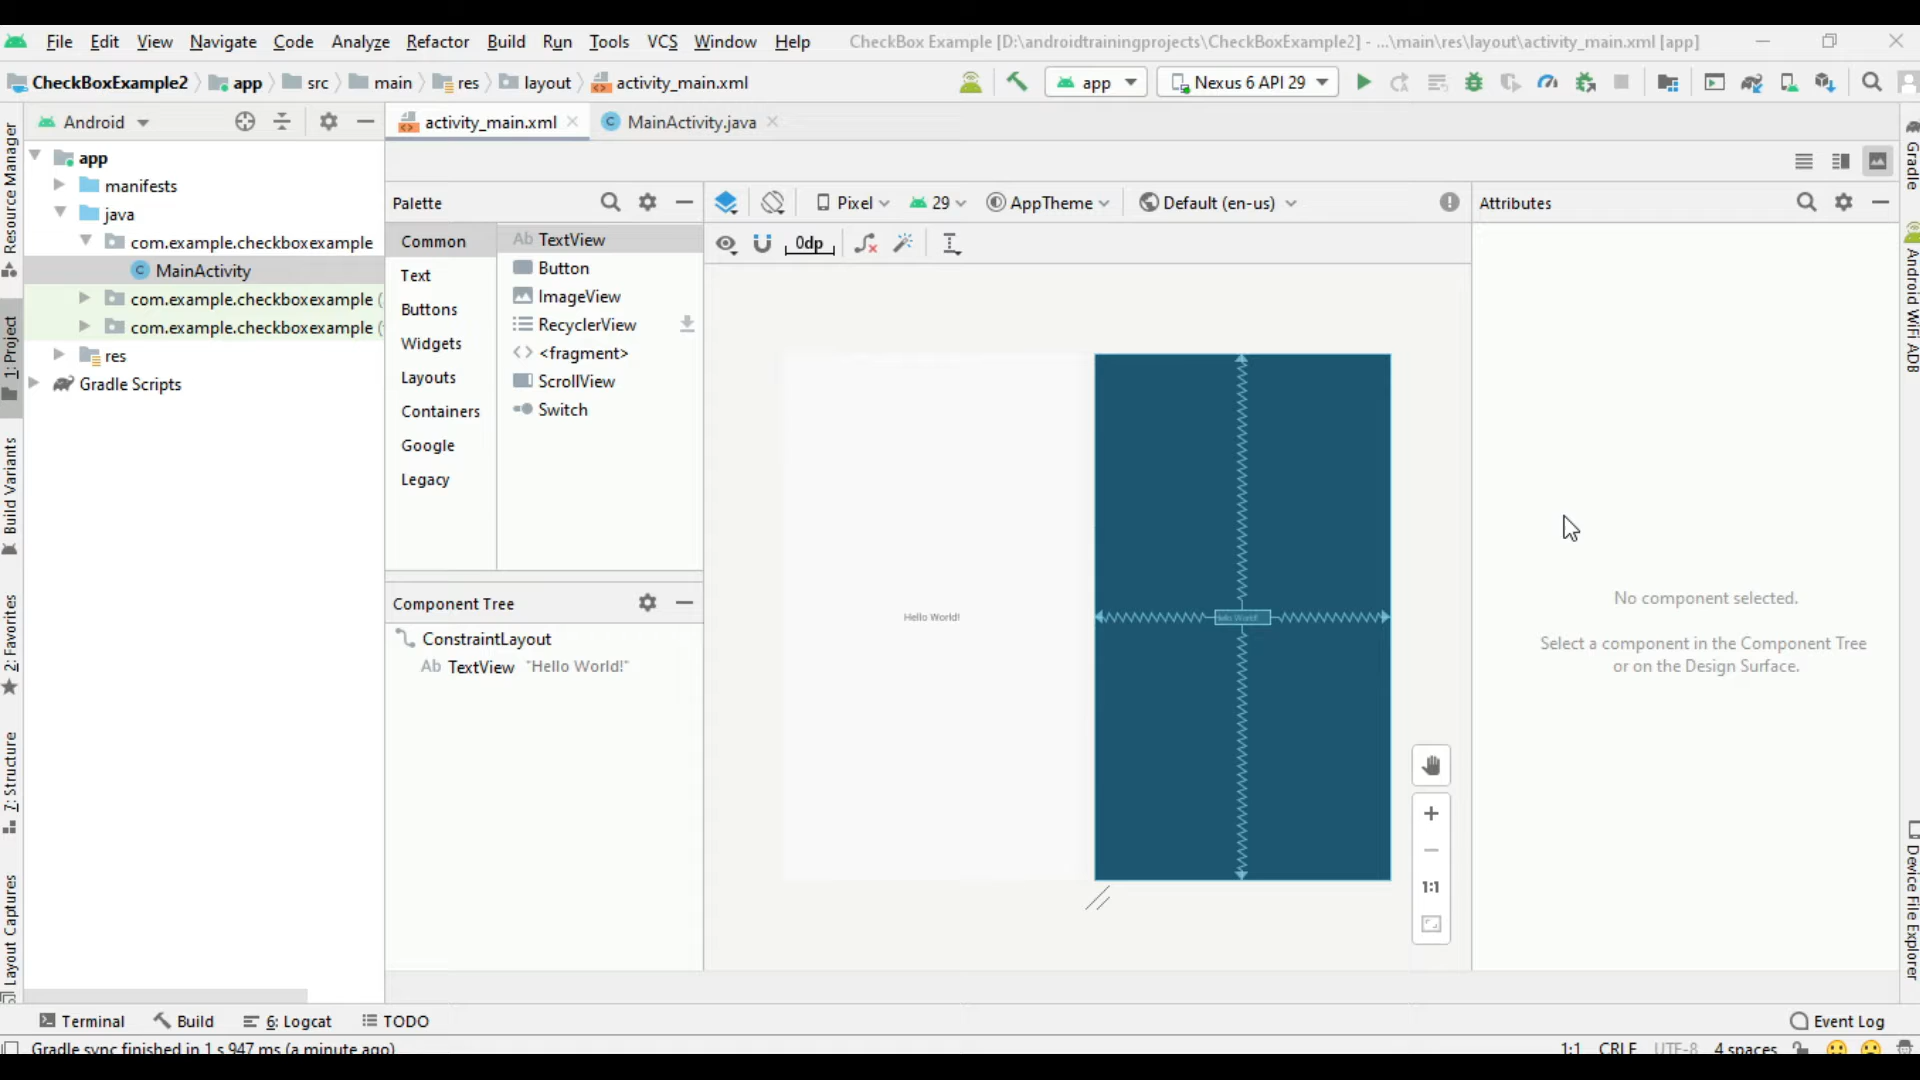 File Edit View Navigate Code Analyze Refactor Build Run Tools VCS Window Help CheckBox Example [D:\androidtrainingprojects\CheckBoxExample2] - ...\main\res\layout\activity_main.xml [app]
CheckBoxExample2 app src main res layout activity_main.xml app Nexus 6 API 29
Android
activity_main.xml MainActivity.java
app
manifests
java
com.example.checkboxexample
MainActivity
com.example.checkboxexample (
com.example.checkboxexample (
res
Gradle Scripts
Resource Manager
1: Project
Build Variants
2: Favorites
7: Structure
Layout Captures
Palette
Common
Text
Buttons
Widgets
Layouts
Containers
Google
Legacy
Ab TextView
Button
ImageView
RecyclerView
<fragment>
ScrollView
Switch
Component Tree
ConstraintLayout
Ab TextView "Hello World!"
Pixel 29 AppTheme Default (en-us)
0dp
Hello World!
Hello World!
1:1
Attributes
No component selected.
Select a component in the Component Tree
or on the Design Surface.
Gradle
Android WiFi ADB
Device File Explorer
Terminal Build 6: Logcat TODO Event Log
Gradle sync finished in 1 s 947 ms (a minute ago) 1:1 CRLF UTF-8 4 spaces